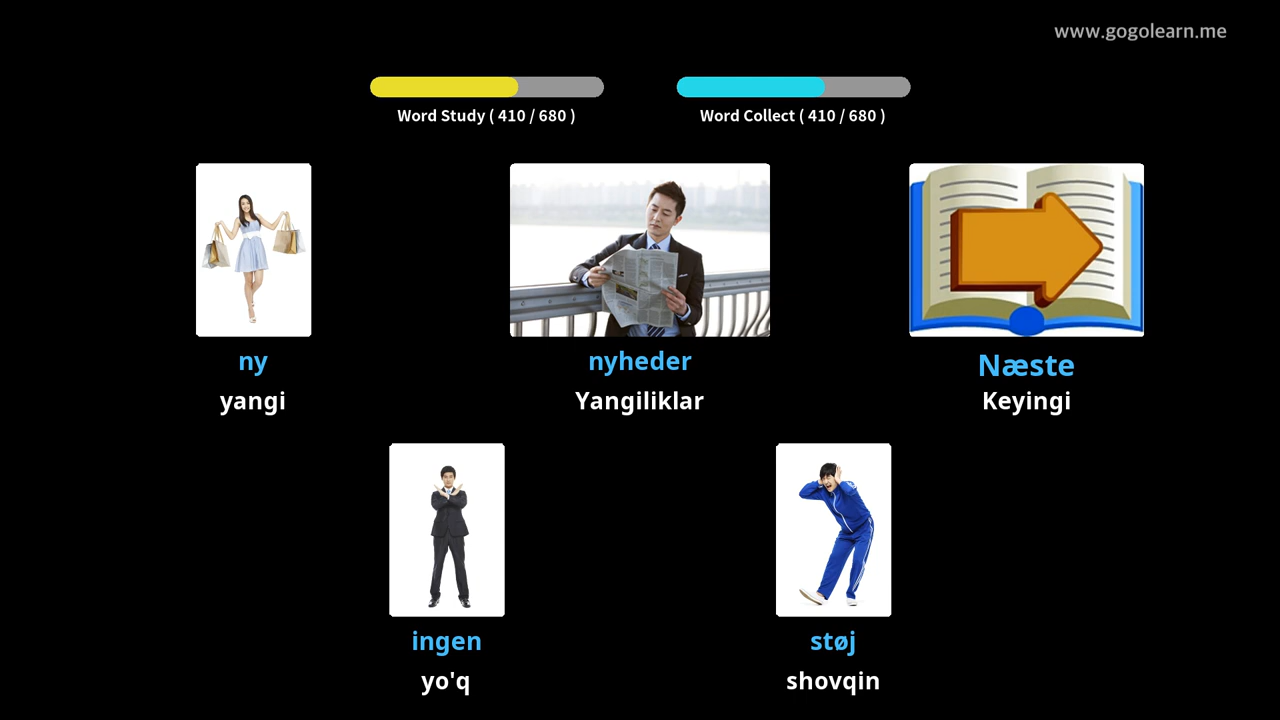 www.gogolearn.me
Word Study ( 410 / 680 )
Word Collect ( 410 / 680 )
ny
yangi
nyheder
Yangiliklar
Næste
Keyingi
ingen
yo'q
støj
shovqin